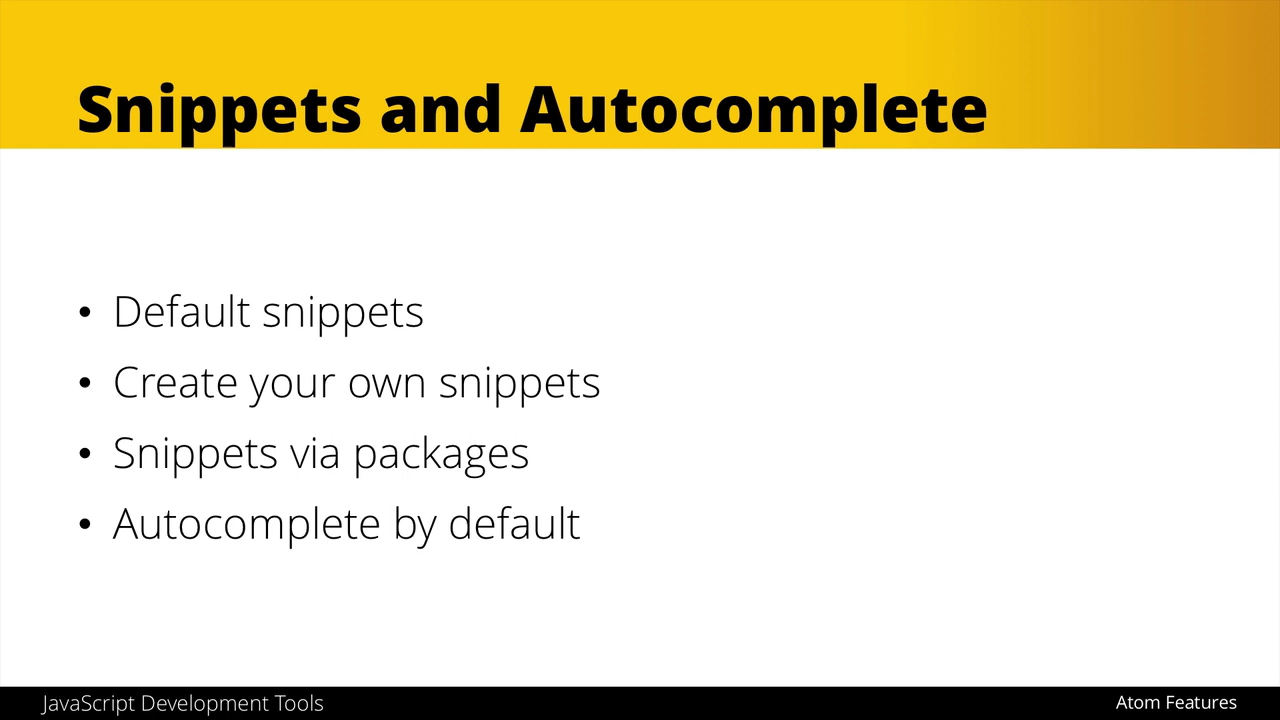 Snippets and Autocomplete
• Default snippets
• Create your own snippets
• Snippets via packages
• Autocomplete by default
JavaScript Development Tools
Atom Features